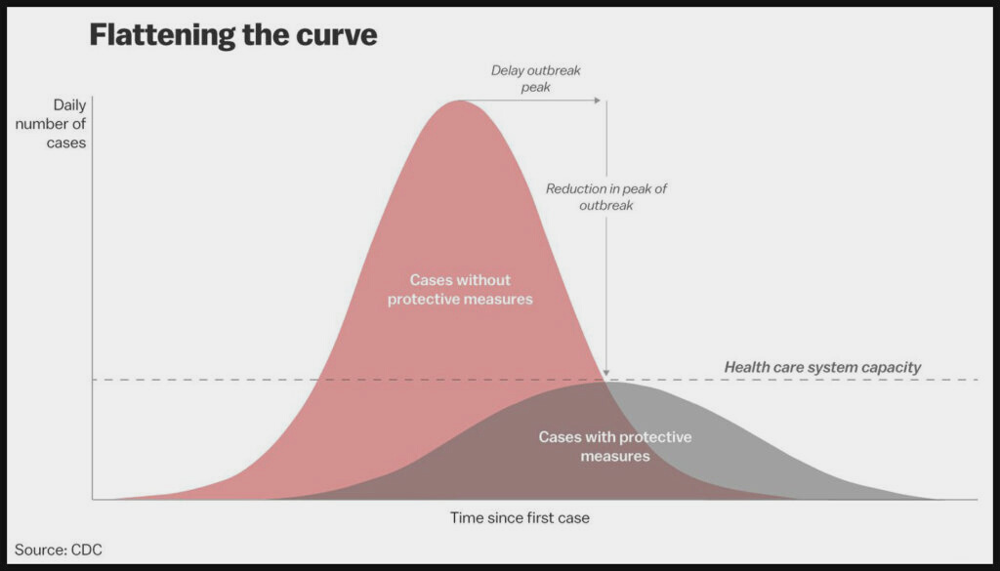 Flattening the curve
Delay outbreak
peak
Daily
number of
cases
Reduction in peak of
outbreak
Cases without
protective measures
Health care system capacity
Cases with protective
measures
Time since first case
Source: CDC